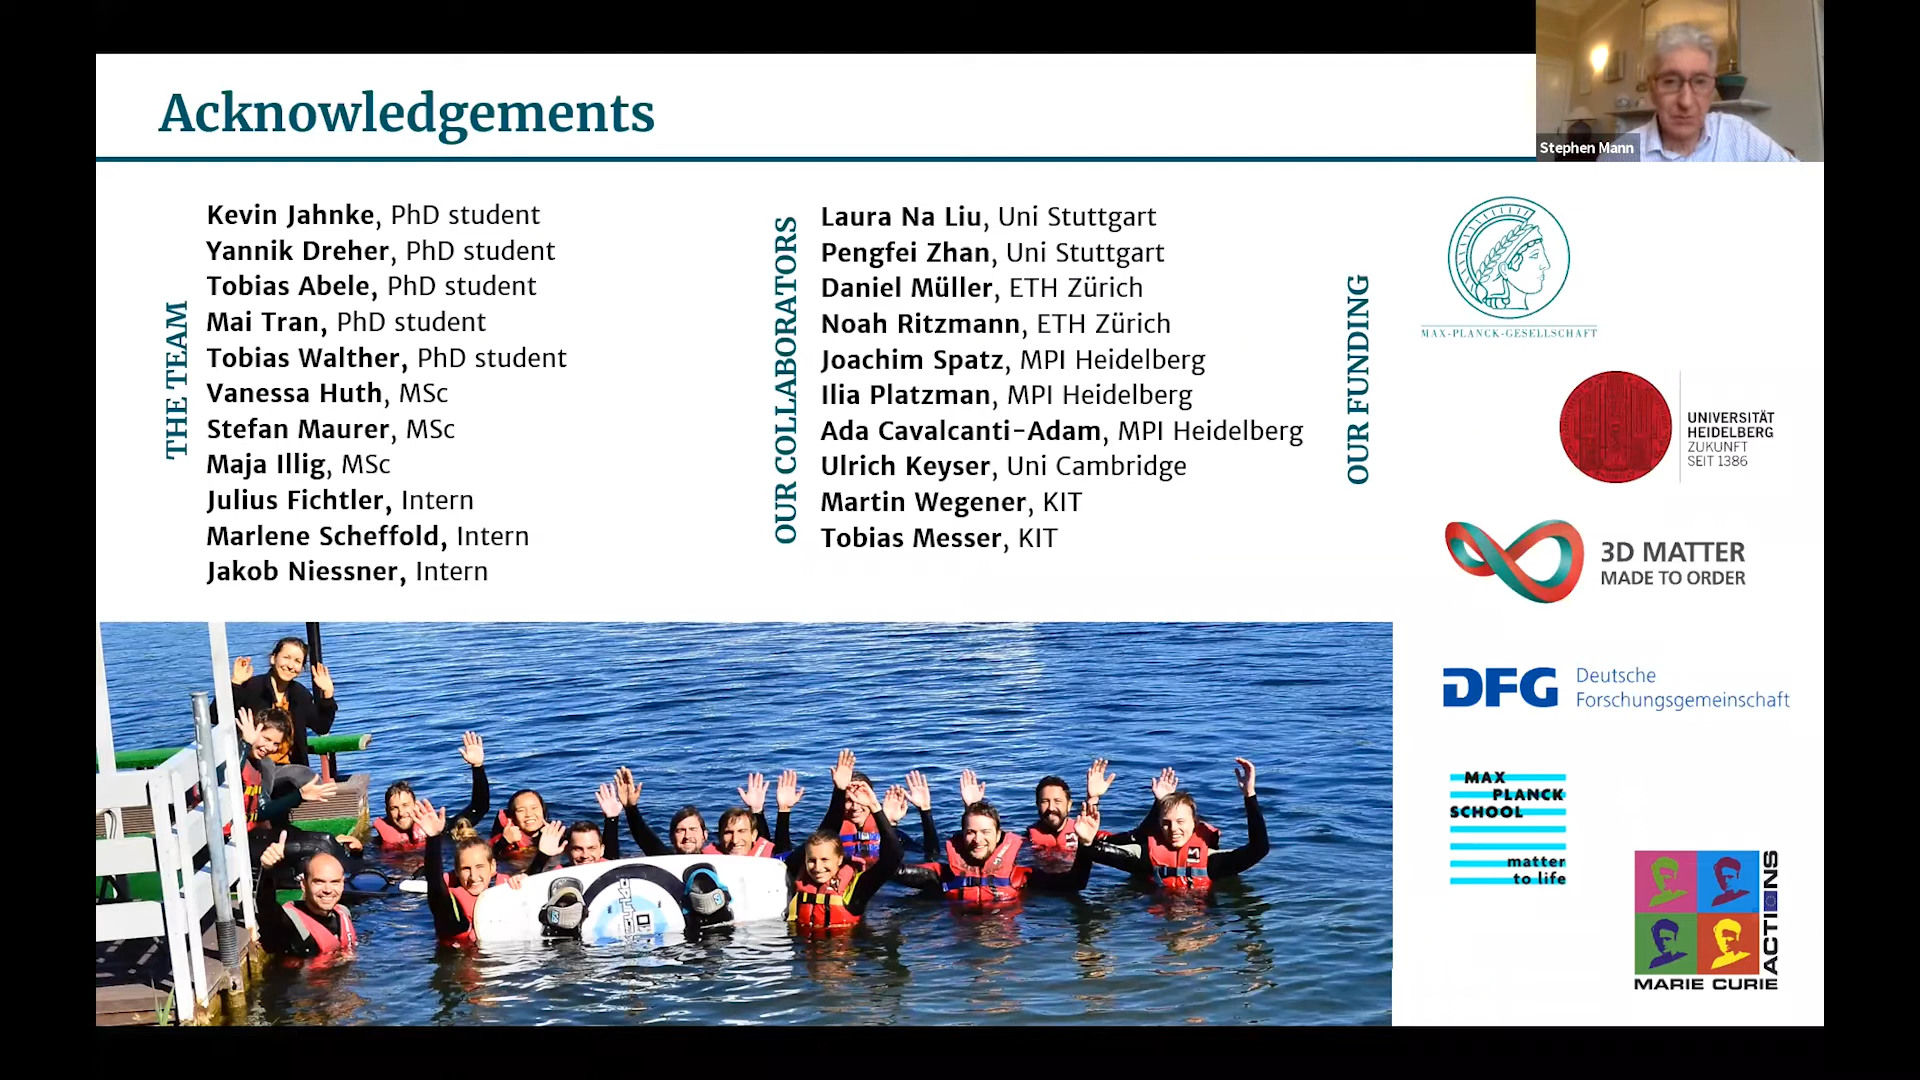 Acknowledgements
Stephen Mann
THE TEAM
Kevin Jahnke, PhD student
Yannik Dreher, PhD student
Tobias Abele, PhD student
Mai Tran, PhD student
Tobias Walther, PhD student
Vanessa Huth, MSc
Stefan Maurer, MSc
Maja Illig, MSc
Julius Fichtler, Intern
Marlene Scheffold, Intern
Jakob Niessner, Intern
OUR COLLABORATORS
Laura Na Liu, Uni Stuttgart
Pengfei Zhan, Uni Stuttgart
Daniel Müller, ETH Zürich
Noah Ritzmann, ETH Zürich
Joachim Spatz, MPI Heidelberg
Ilia Platzman, MPI Heidelberg
Ada Cavalcanti-Adam, MPI Heidelberg
Ulrich Keyser, Uni Cambridge
Martin Wegener, KIT
Tobias Messer, KIT
OUR FUNDING
MAX-PLANCK-GESELLSCHAFT
UNIVERSITÄT
HEIDELBERG
ZUKUNFT
SEIT 1386
3D MATTER
MADE TO ORDER
DFG
Deutsche
Forschungsgemeinschaft
MAX
PLANCK
SCHOOL
matter
to life
MARIE CURIE
ACTIONS